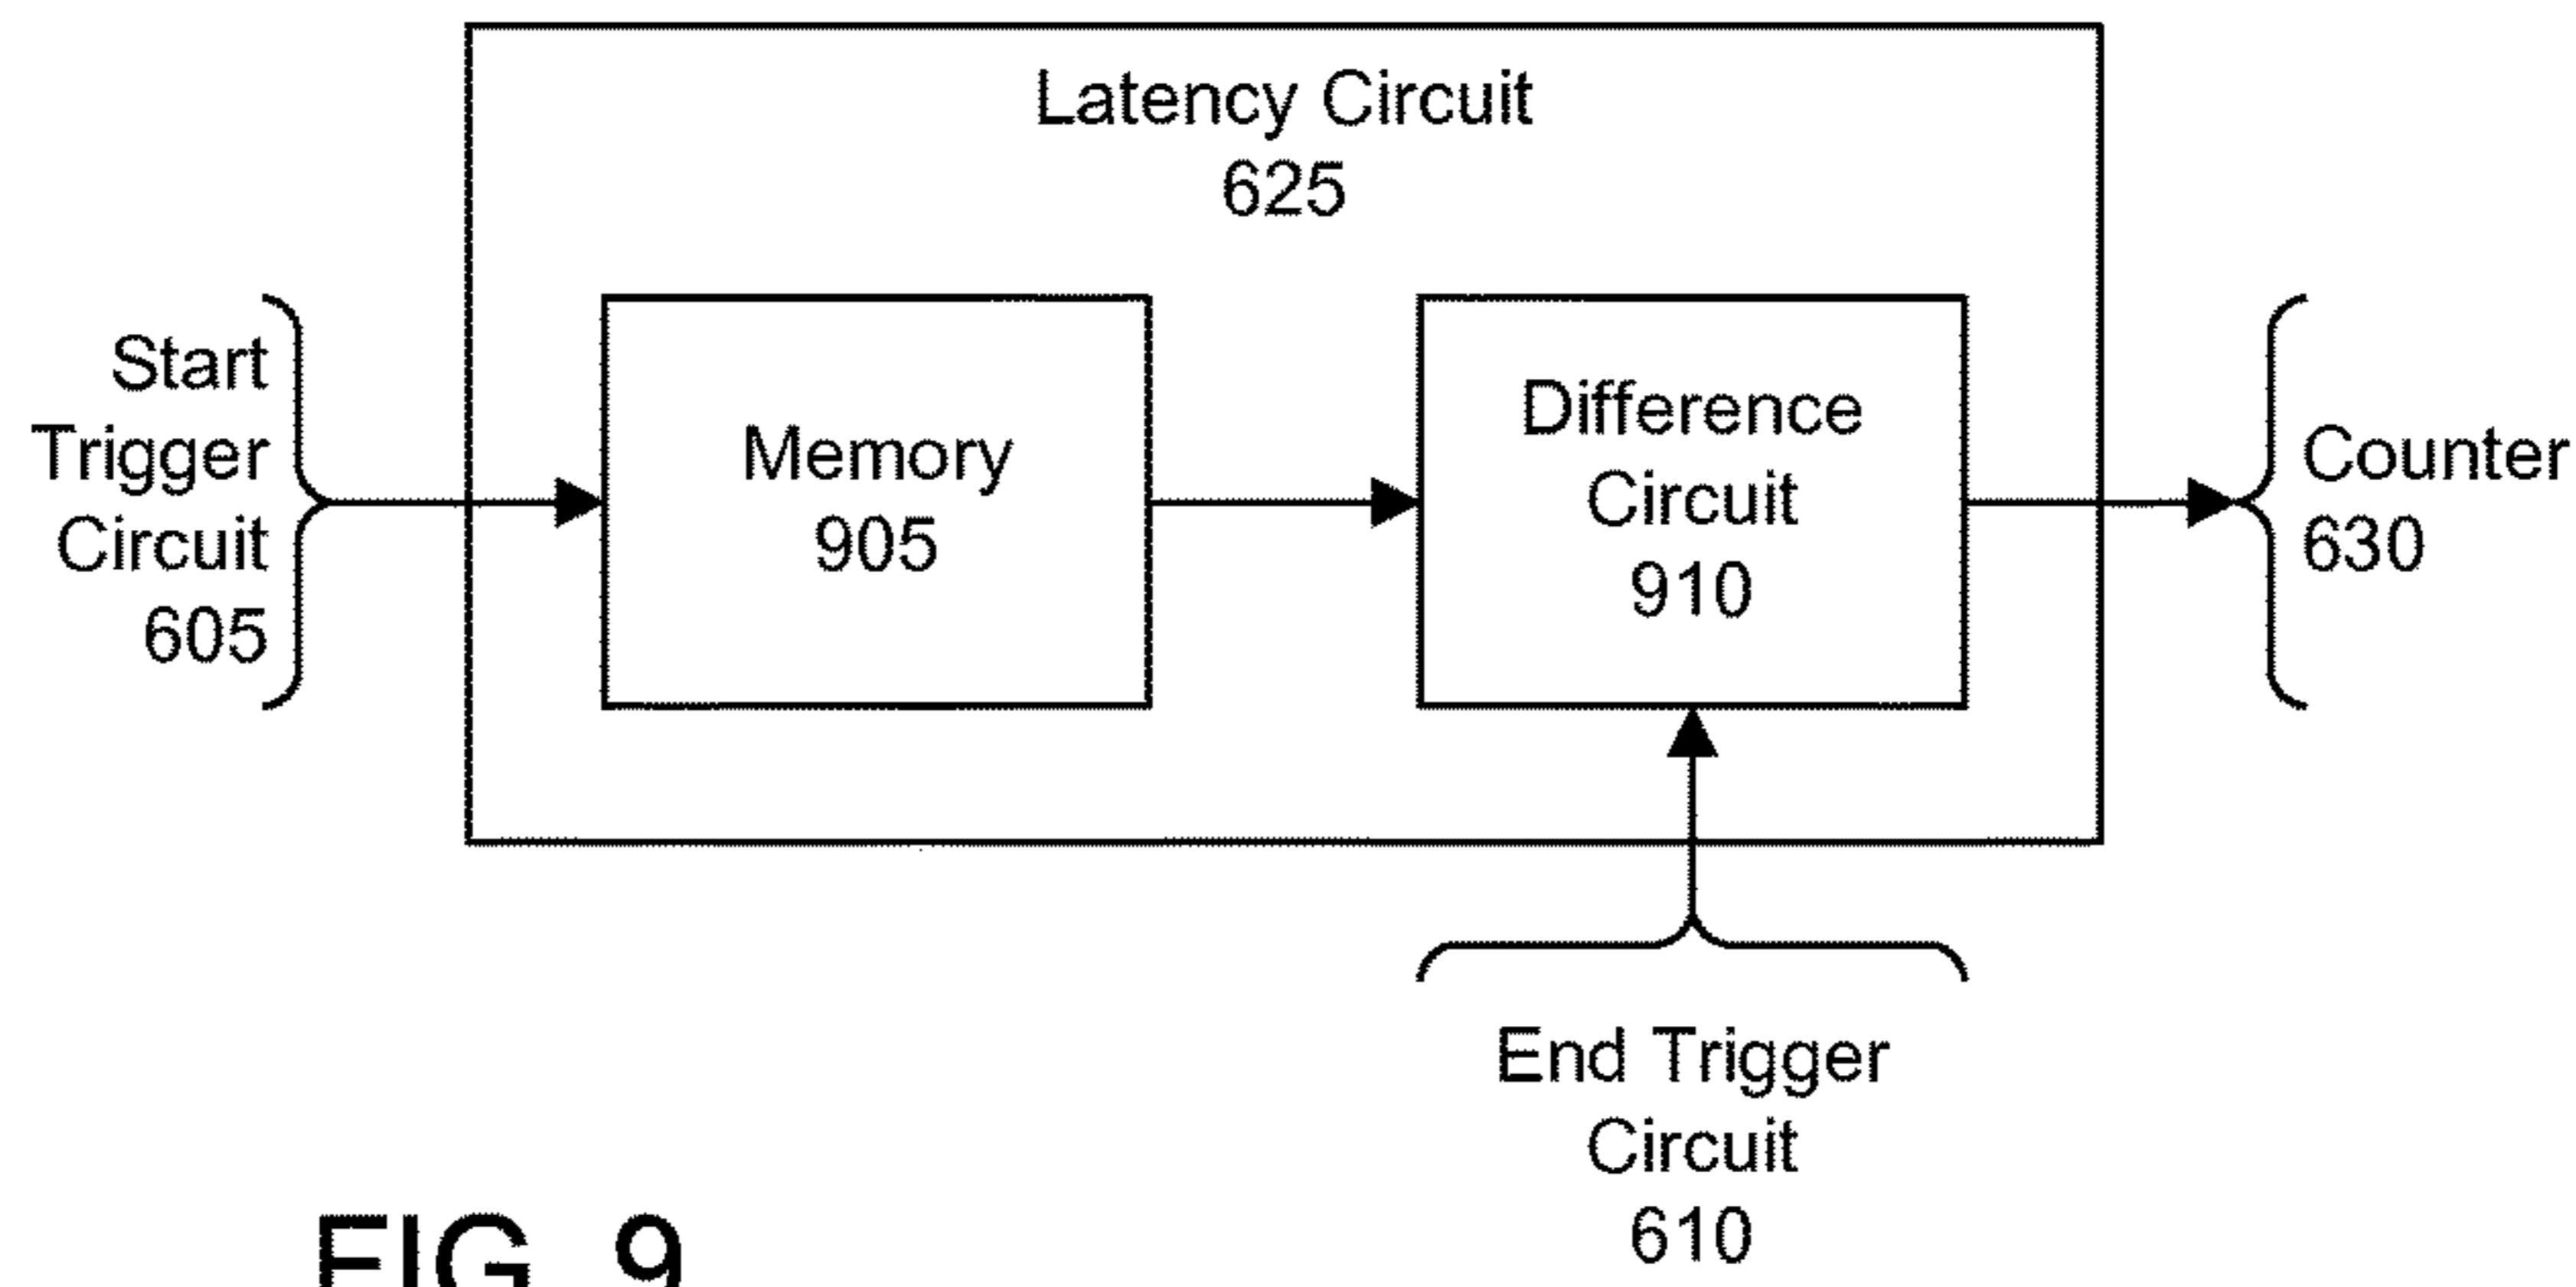 Latency Circuit
625
Start
Trigger
Circuit
605
Memory
905
Difference
Circuit
910
Counter
630
End Trigger
Circuit
610
FIG. 9